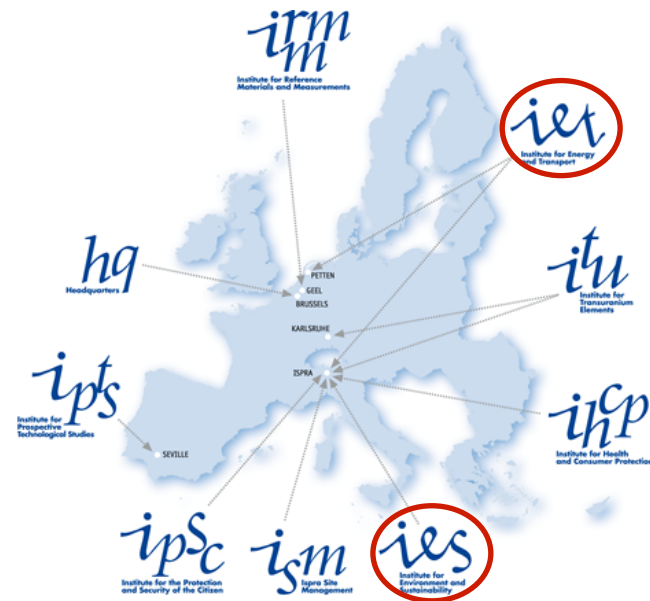 irmm
Institute for Reference
Materials and Measurements
iet
Institute for Energy
and Transport
hq
Headquarters
itu
Institute for
Transuranium
Elements
PETTEN
GEEL
BRUSSELS
KARLSRUHE
ISPRA
ipts
Institute for
Prospective
Technological Studies
SEVILLE
ihcp
Institute for Health
and Consumer Protection
ipsc
Institute for the Protection
and Security of the Citizen
ism
Ispra Site
Management
ies
Institute for
Environment and
Sustainability